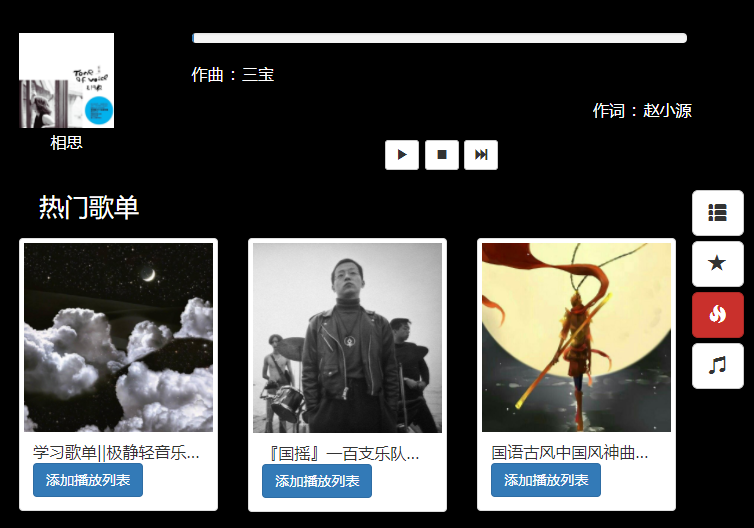 Tone
of voice
作曲：三宝
作词：赵小源
相思
热门歌单
学习歌单||极静轻音乐...
『国摇』一百支乐队...
国语古风中国风神曲...
添加播放列表
添加播放列表
添加播放列表